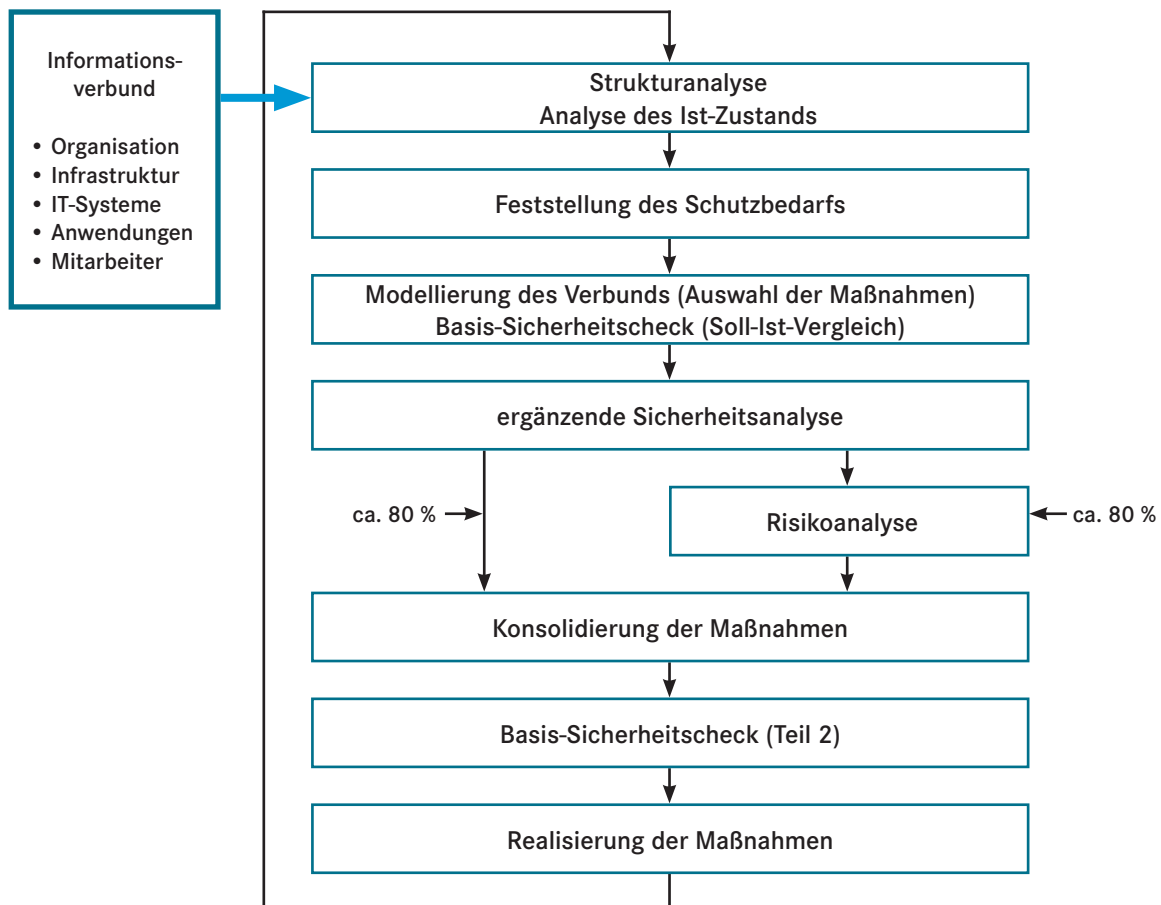 Informations-
verbund
• Organisation
• Infrastruktur
• IT-Systeme
• Anwendungen
• Mitarbeiter
Strukturanalyse
Analyse des Ist-Zustands
Feststellung des Schutzbedarfs
Modellierung des Verbunds (Auswahl der Maßnahmen)
Basis-Sicherheitscheck (Soll-Ist-Vergleich)
ergänzende Sicherheitsanalyse
ca. 80 %
Risikoanalyse
ca. 80 %
Konsolidierung der Maßnahmen
Basis-Sicherheitscheck (Teil 2)
Realisierung der Maßnahmen